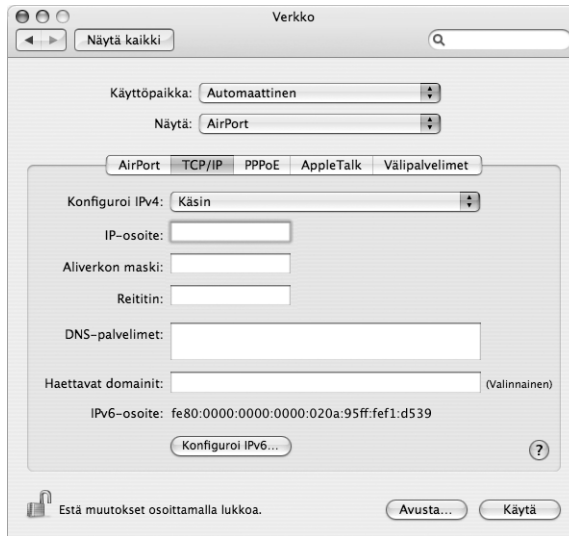 Verkko
Näytä kaikki
Käyttöpaikka: Automaattinen
Näytä: AirPort
AirPort TCP/IP PPPoE AppleTalk Välipalvelimet
Konfiguroi IPv4: Käsin
IP-osoite:
Aliverkon maski:
Reititin:
DNS-palvelimet:
Haettavat domainit: (Valinnainen)
IPv6-osoite: fe80:0000:0000:0000:020a:95ff:fef1:d539
Konfiguroi IPv6...
?
Estä muutokset osoittamalla lukkoa. Avusta... Käytä